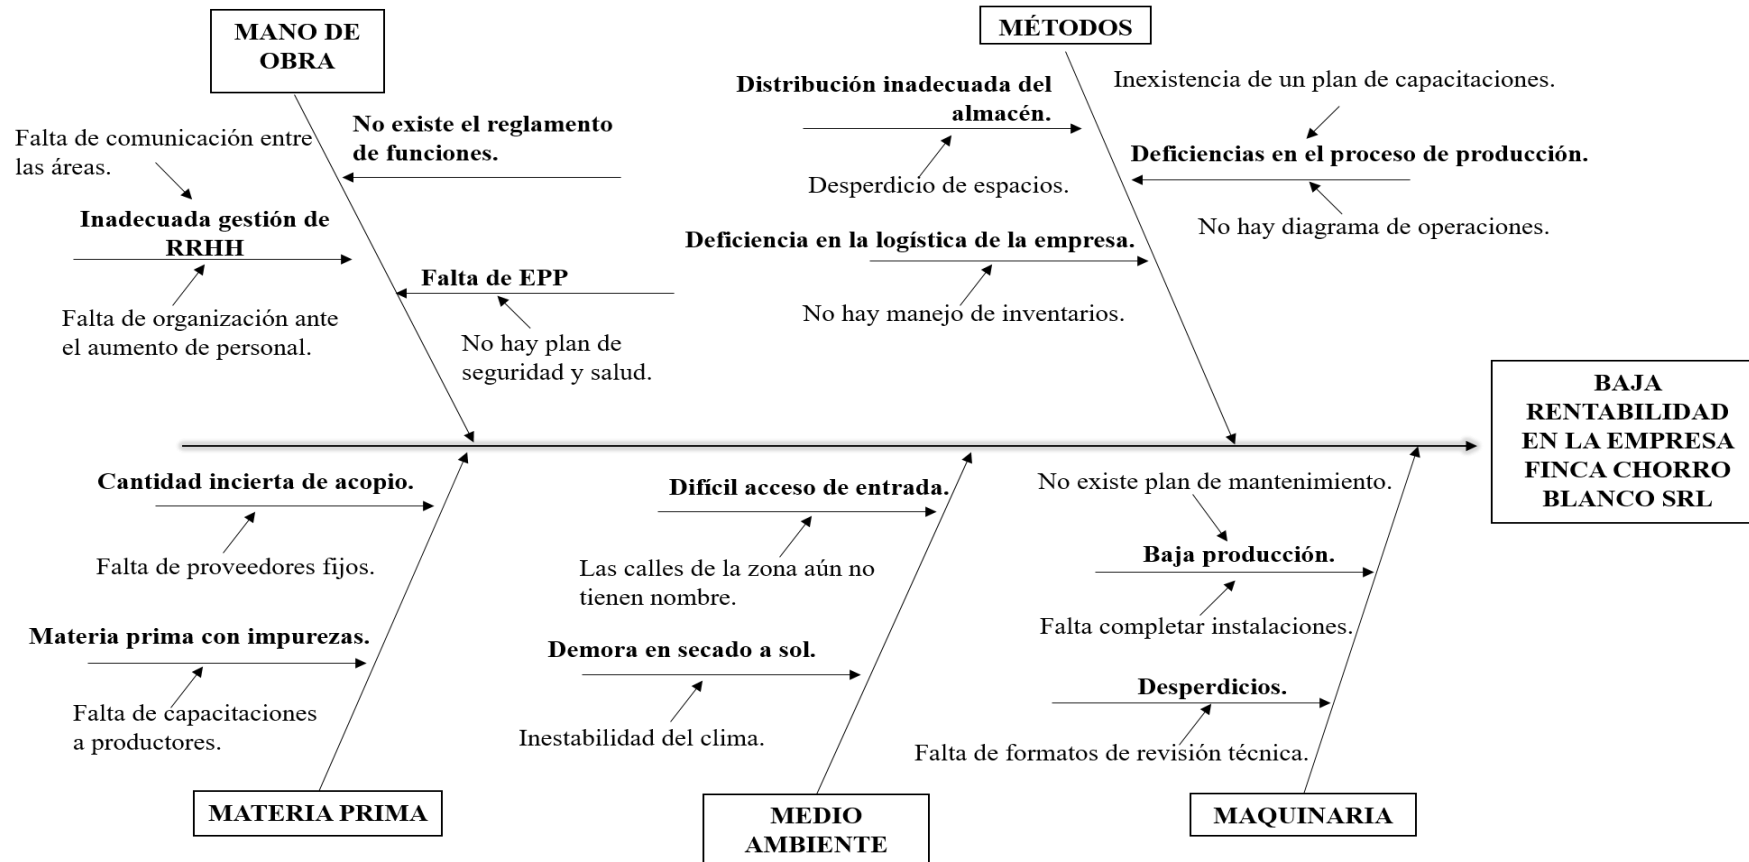 MANO DE
OBRA
MÉTODOS
Distribución inadecuada del
almacén.
Inexistencia de un plan de capacitaciones.
Falta de comunicación entre
las áreas.
No existe el reglamento
de funciones.
Deficiencias en el proceso de producción.
Desperdicio de espacios.
Inadecuada gestión de
RRHH
Deficiencia en la logística de la empresa.
No hay diagrama de operaciones.
Falta de EPP
Falta de organización ante
el aumento de personal.
No hay manejo de inventarios.
No hay plan de
seguridad y salud.
BAJA
RENTABILIDAD
EN LA EMPRESA
FINCA CHORRO
BLANCO SRL
Cantidad incierta de acopio.
Difícil acceso de entrada.
No existe plan de mantenimiento.
Falta de proveedores fijos.
Las calles de la zona aún no
tienen nombre.
Baja producción.
Materia prima con impurezas.
Demora en secado a sol.
Falta completar instalaciones.
Desperdicios.
Falta de capacitaciones
a productores.
Inestabilidad del clima.
Falta de formatos de revisión técnica.
MATERIA PRIMA
MEDIO
AMBIENTE
MAQUINARIA